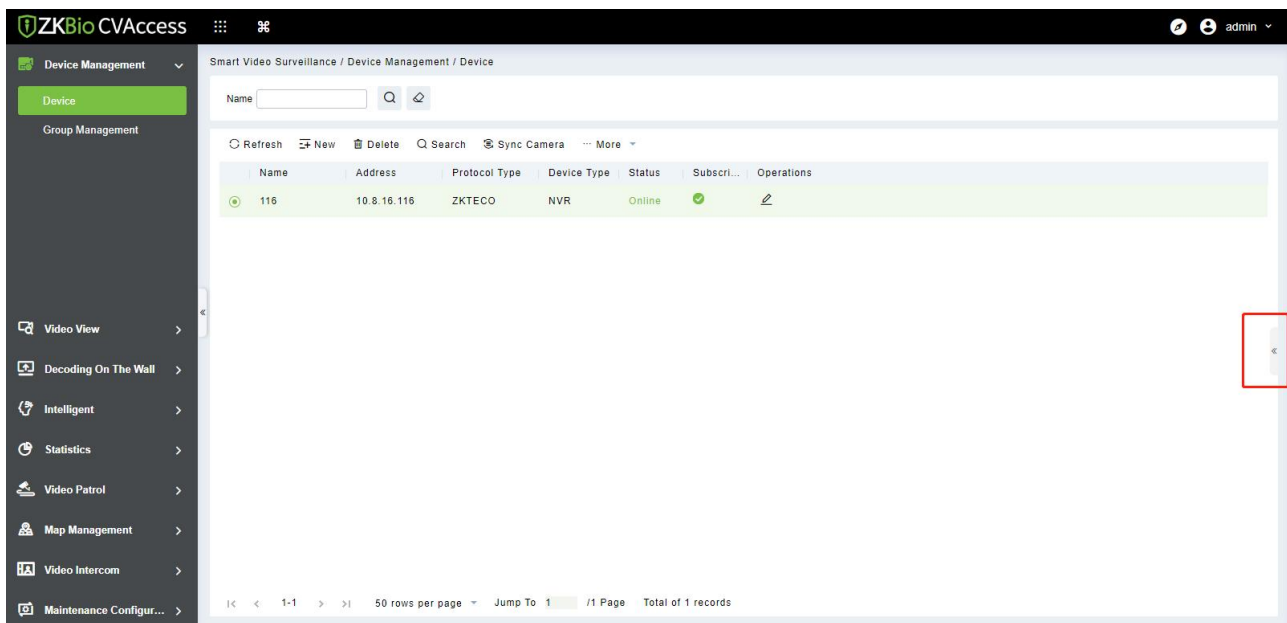 ZKBio CVAccess
admin
Device Management
Smart Video Surveillance / Device Management / Device
Device
Name
Group Management
Refresh New Delete Search Sync Camera ··· More
Name Address Protocol Type Device Type Status Subscri... Operations
116 10.8.16.116 ZKTECO NVR Online
Video View
Decoding On The Wall
Intelligent
Statistics
Video Patrol
Map Management
Video Intercom
Maintenance Configur...
1-1 50 rows per page Jump To 1 /1 Page Total of 1 records